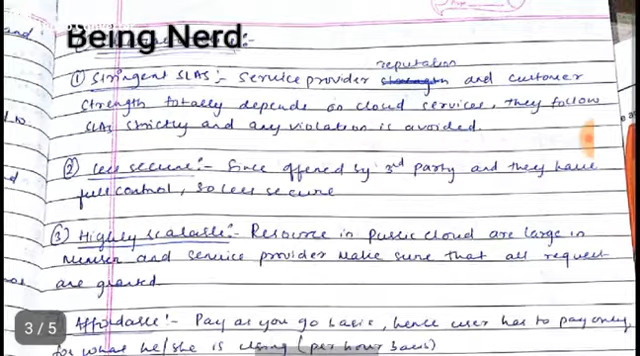 Being Nerd :-
reputation
① Stringent SLAS :- Service provider strength and customer
strength totally depends on cloud services, they follow
SLAs strictly and any violation is avoided.
② Less secure :- Since offered by 3rd party and they have
full control, so less secure
③ Highly scalable :- Resource in public cloud are large in
number and service provider make sure that all request
are granted
Affordable :- Pay as you go basis, hence user has to pay only
for what he/she is using (per hour basis)
3 / 5